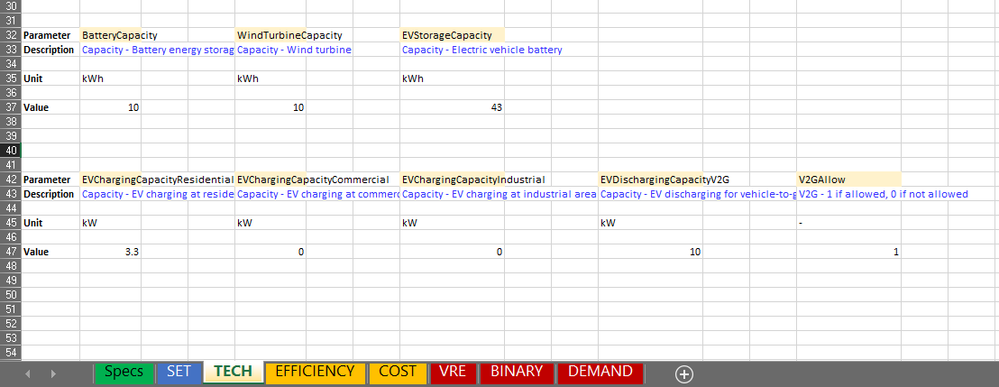 30
31
32 Parameter BatteryCapacity WindTurbineCapacity EVStorageCapacity
33 Description Capacity - Battery energy storag Capacity - Wind turbine Capacity - Electric vehicle battery
34
35 Unit kWh kWh kWh
36
37 Value 10 10 43
38
39
40
41
42 Parameter EVChargingCapacityResidential EVChargingCapacityCommercial EVChargingCapacityIndustrial EVDischargingCapacityV2G V2GAllow
43 Description Capacity - EV charging at reside Capacity - EV charging at commerc Capacity - EV charging at industrial area Capacity - EV discharging for vehicle-to-g V2G - 1 if allowed, 0 if not allowed
44
45 Unit kW kW kW kW -
46
47 Value 3.3 0 0 10 1
48
49
50
51
52
53
54
Specs SET TECH EFFICIENCY COST VRE BINARY DEMAND